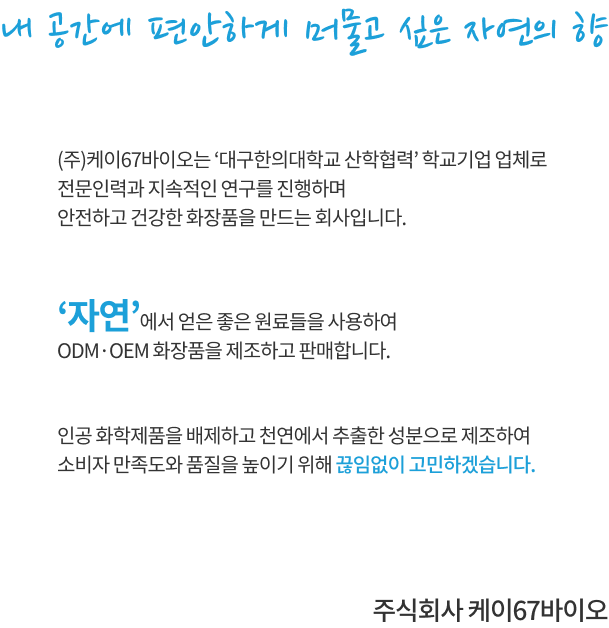 내 공간에 편안하게 머물고 싶은 자연의 향
(주)케이67바이오는 ‘대구한의대학교 산학협력’ 학교기업 업체로
전문인력과 지속적인 연구를 진행하며
안전하고 건강한 화장품을 만드는 회사입니다.
‘자연’에서 얻은 좋은 원료들을 사용하여
ODM·OEM 화장품을 제조하고 판매합니다.
인공 화학제품을 배제하고 천연에서 추출한 성분으로 제조하여
소비자 만족도와 품질을 높이기 위해 끊임없이 고민하겠습니다.
주식회사 케이67바이오